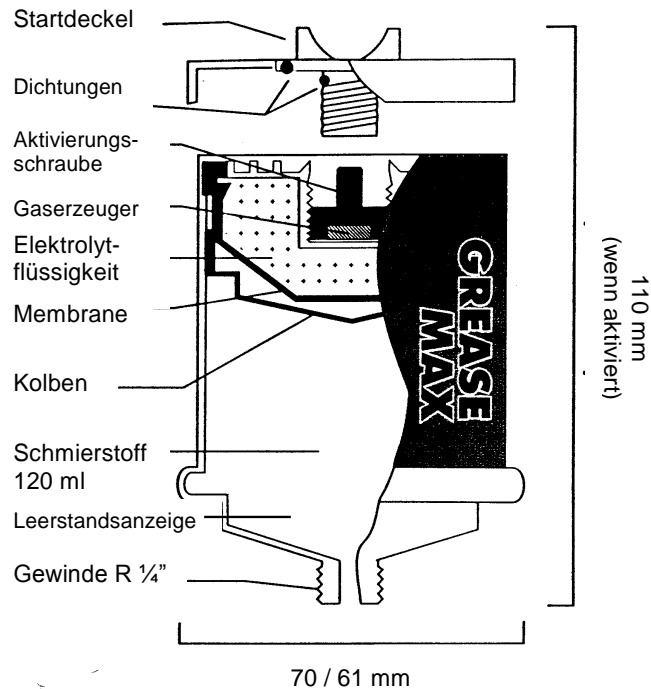 Startdeckel
Dichtungen
Aktivierungs-
schraube
Gaserzeuger
Elektrolyt-
flüssigkeit
Membrane
Kolben
Schmierstoff
120 ml
Leerstandsanzeige
Gewinde R ¼”
GREASE
MAX
110 mm
(wenn aktiviert)
70 / 61 mm